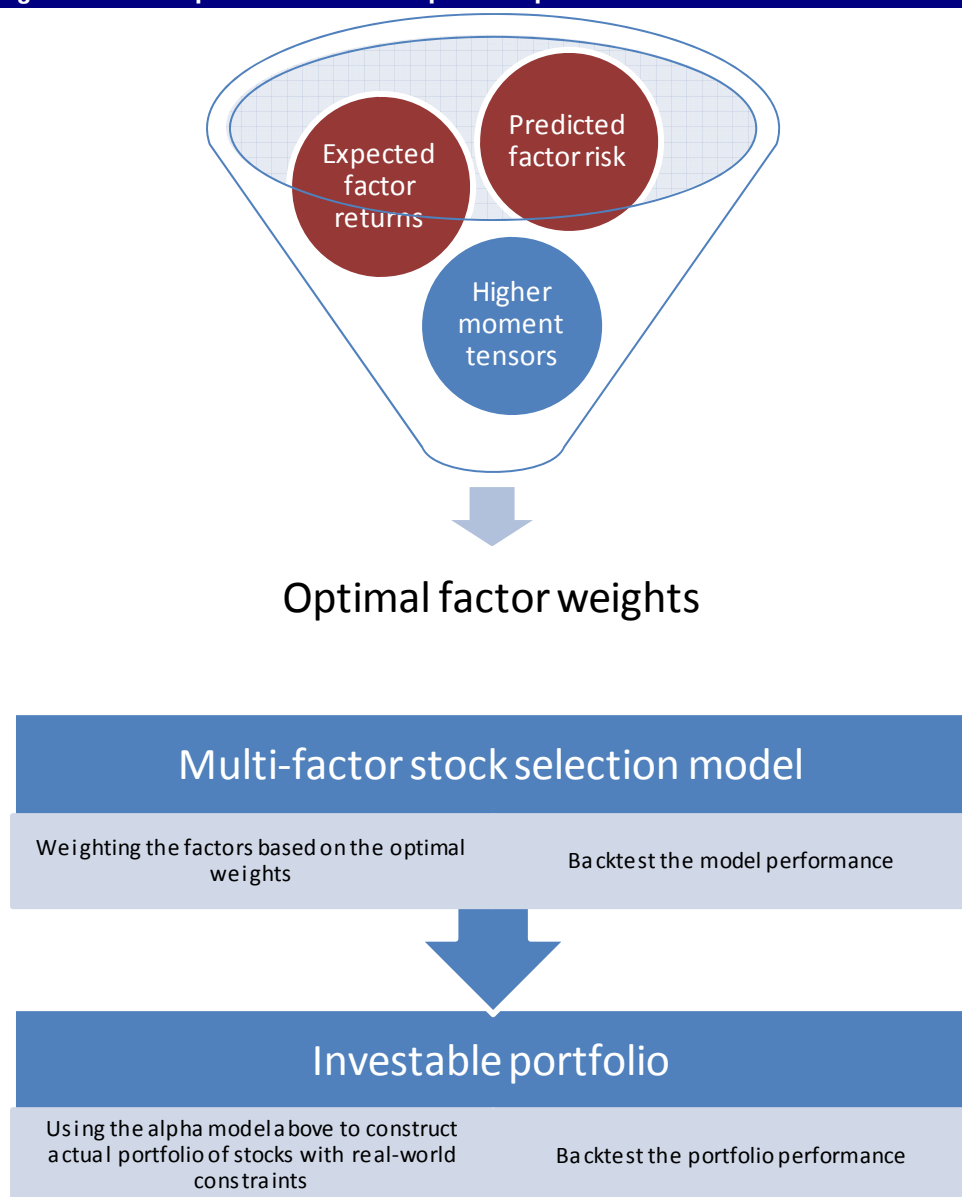 Expected
factor
returns
Predicted
factor risk
Higher
moment
tensors
Optimal factor weights
Multi-factor stock selection model
Weighting the factors based on the optimal
weights
Backtest the model performance
Investable portfolio
Using the alpha model above to construct
actual portfolio of stocks with real-world
constraints
Backtest the portfolio performance